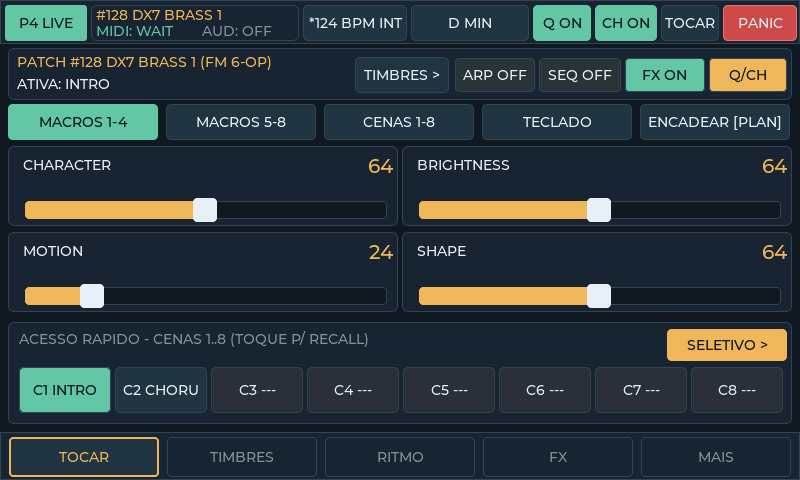 P4 LIVE
#128 DX7 BRASS 1
MIDI: WAIT AUD: OFF
*124 BPM INT
D MIN
Q ON
CH ON
TOCAR
PANIC
PATCH #128 DX7 BRASS 1 (FM 6-OP)
ATIVA: INTRO
TIMBRES >
ARP OFF
SEQ OFF
FX ON
Q/CH
MACROS 1-4
MACROS 5-8
CENAS 1-8
TECLADO
ENCADEAR [PLAN]
CHARACTER 64
BRIGHTNESS 64
MOTION 24
SHAPE 64
ACESSO RAPIDO - CENAS 1..8 (TOQUE P/ RECALL)
SELETIVO >
C1 INTRO
C2 CHORU
C3 ---
C4 ---
C5 ---
C6 ---
C7 ---
C8 ---
TOCAR
TIMBRES
RITMO
FX
MAIS